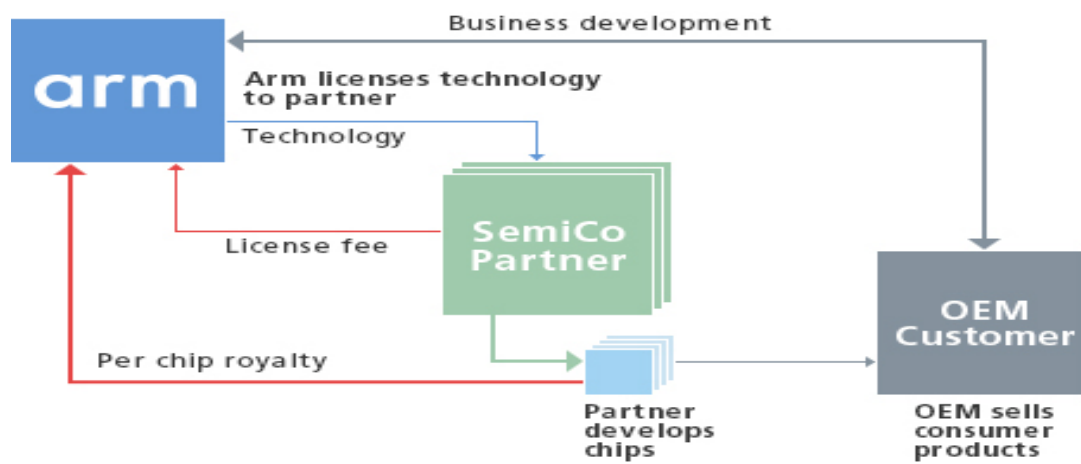 Business development
arm
Arm licenses technology
to partner
Technology
SemiCo
Partner
License fee
OEM
Customer
Per chip royalty
Partner
develops
chips
OEM sells
consumer
products